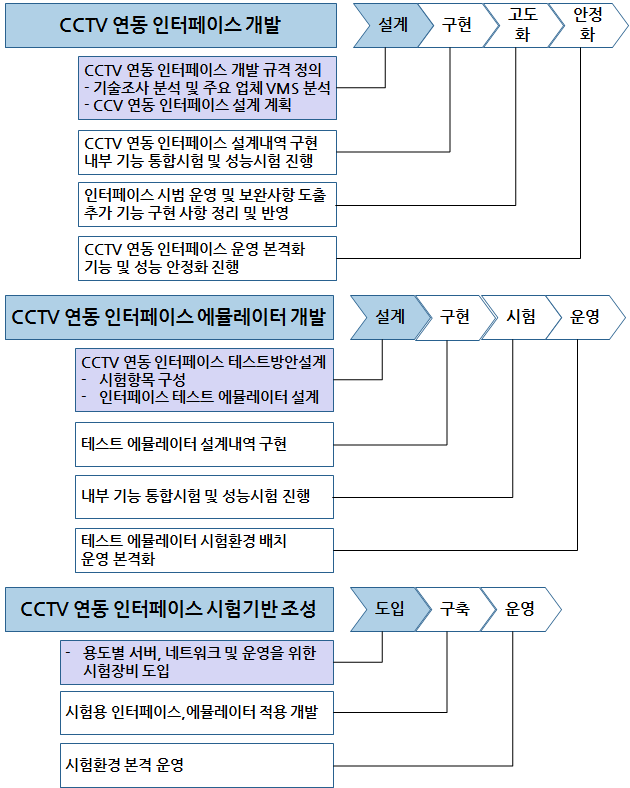 CCTV 연동 인터페이스 개발
설계
구현
고도
화
안정
화
CCTV 연동 인터페이스 개발 규격 정의
- 기술조사 분석 및 주요 업체 VMS 분석
- CCV 연동 인터페이스 설계 계획
CCTV 연동 인터페이스 설계내역 구현
내부 기능 통합시험 및 성능시험 진행
인터페이스 시범 운영 및 보완사항 도출
추가 기능 구현 사항 정리 및 반영
CCTV 연동 인터페이스 운영 본격화
기능 및 성능 안정화 진행
CCTV 연동 인터페이스 에뮬레이터 개발
설계
구현
시험
운영
CCTV 연동 인터페이스 테스트방안설계
- 시험항목 구성
- 인터페이스 테스트 에뮬레이터 설계
테스트 에뮬레이터 설계내역 구현
내부 기능 통합시험 및 성능시험 진행
테스트 에뮬레이터 시험환경 배치
운영 본격화
CCTV 연동 인터페이스 시험기반 조성
도입
구축
운영
- 용도별 서버, 네트워크 및 운영을 위한
시험장비 도입
시험용 인터페이스,에뮬레이터 적용 개발
시험환경 본격 운영